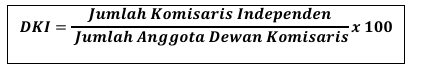 DKI = Jumlah Komisaris Independen / Jumlah Anggota Dewan Komisaris x 100